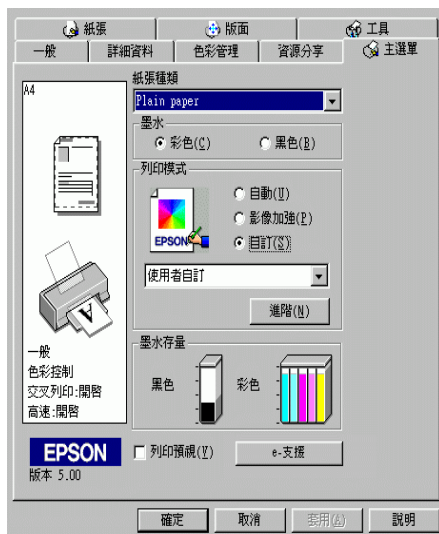 紙張
版面
工具
一般
詳細資料
色彩管理
資源分享
主選單
A4
紙張種類
Plain paper
墨水
彩色(C)
黑色(B)
列印模式
EPSON
自動(U)
影像加強(P)
自訂(S)
使用者自訂
進階(N)
A
一般
色彩控制
交叉列印:開啓
高速:開啓
墨水存量
黑色
彩色
EPSON
版本 5.00
列印預視(V)
e-支援
確定
取消
套用(A)
說明